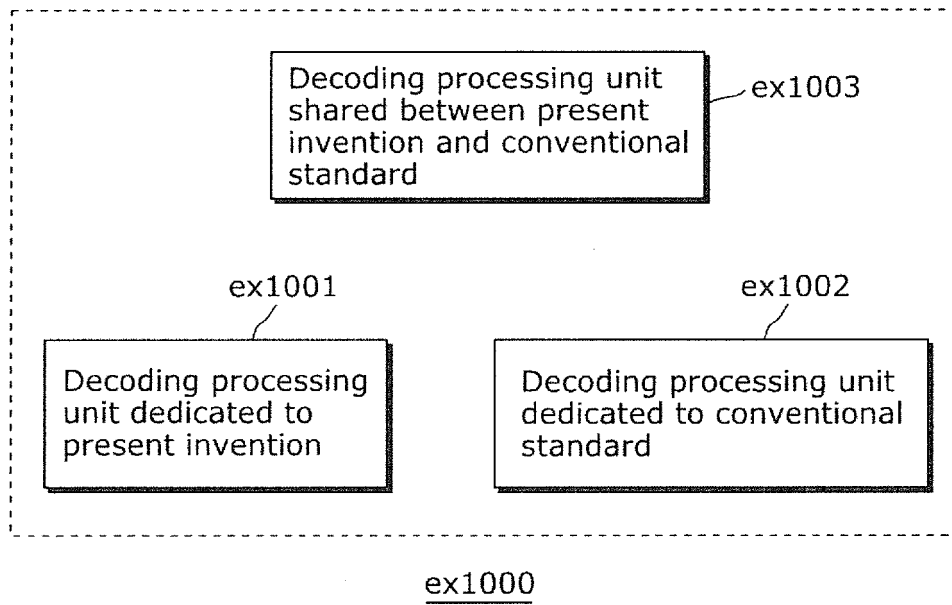 Decoding processing unit
shared between present
invention and conventional
standard
ex1003
ex1001
Decoding processing
unit dedicated to
present invention
ex1002
Decoding processing unit
dedicated to conventional
standard
ex1000